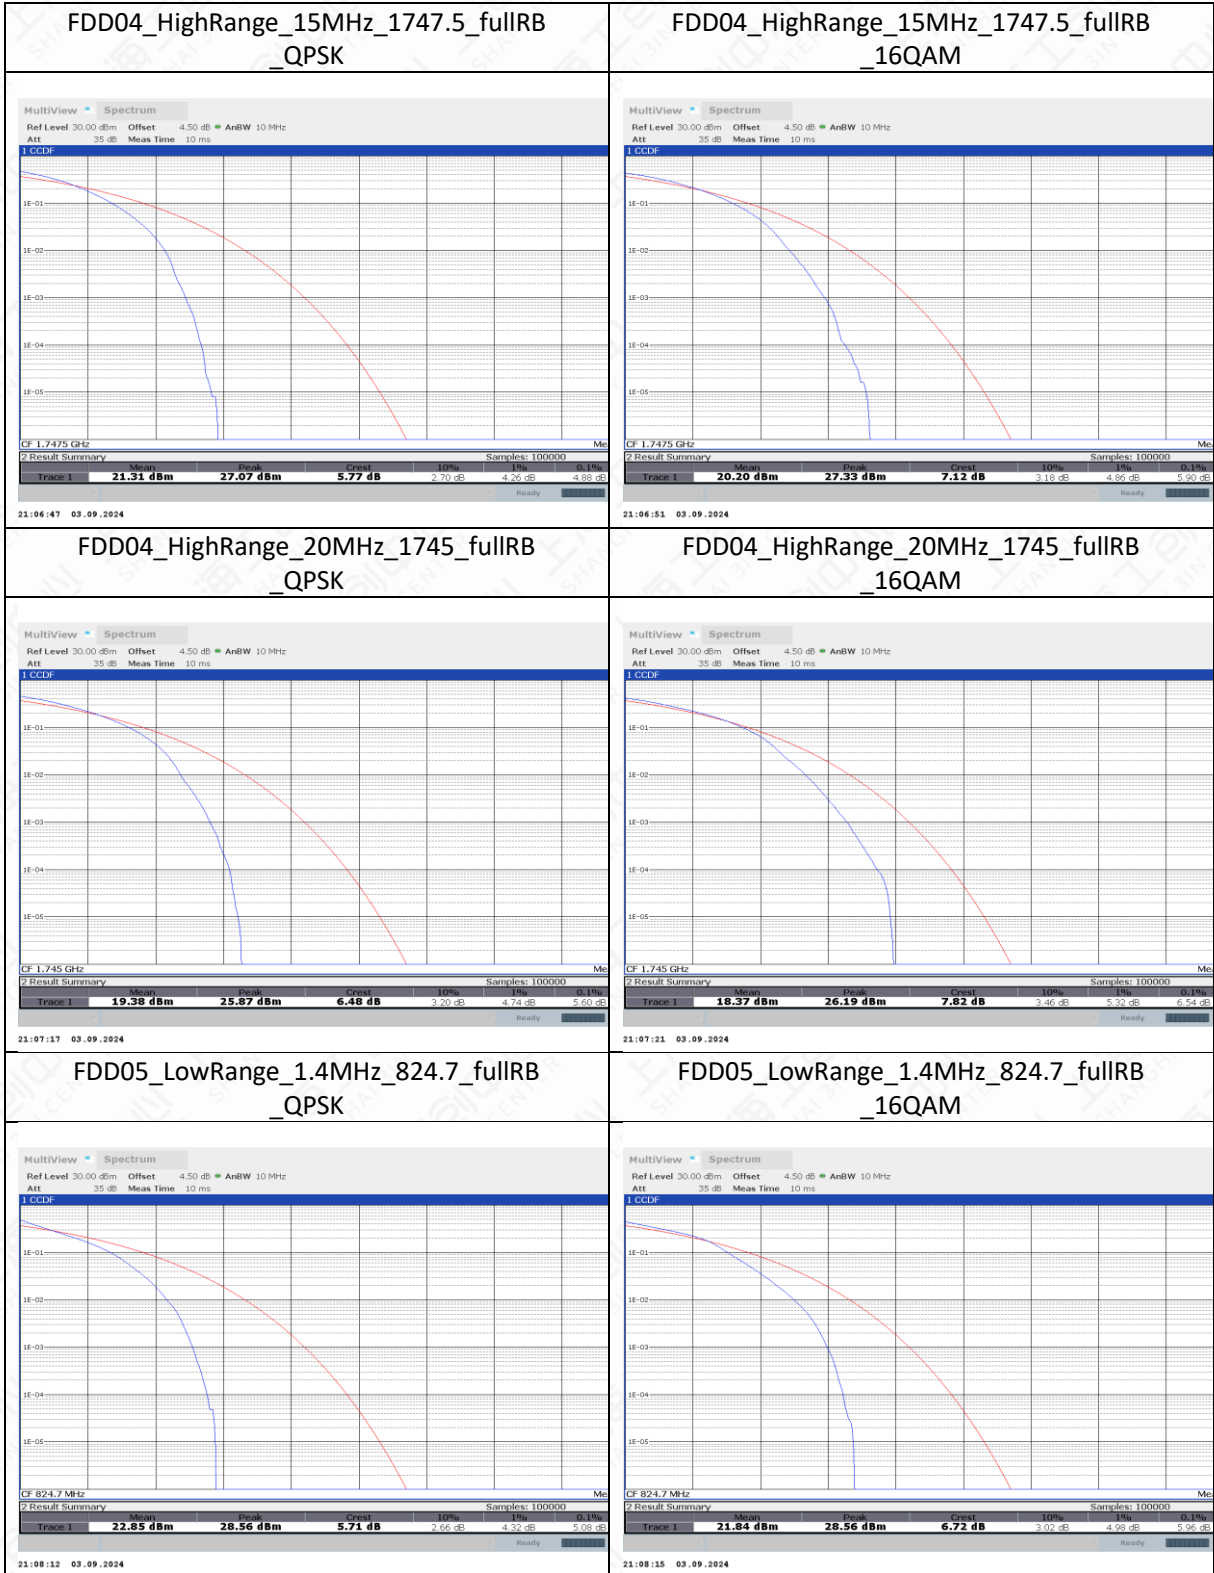 FDD04_HighRange_15MHz_1747.5_fullRB
_QPSK
FDD04_HighRange_15MHz_1747.5_fullRB
_16QAM
MultiView Spectrum
Ref Level 30.00 dBm Offset 4.50 dB AnBW 10 MHz
Att 35 dB Meas Time 10 ms
1 CCDF
1E-01
1E-02
1E-03
1E-04
1E-05
CF 1.7475 GHz Me
2 Result Summary Samples: 100000
Mean Peak Crest 10% 1% 0.1%
Trace 1 21.31 dBm 27.07 dBm 5.77 dB 2.70 dB 4.26 dB 4.88 dB
Ready
21:06:47 03.09.2024
MultiView Spectrum
Ref Level 30.00 dBm Offset 4.50 dB AnBW 10 MHz
Att 35 dB Meas Time 10 ms
1 CCDF
1E-01
1E-02
1E-03
1E-04
1E-05
CF 1.7475 GHz Me
2 Result Summary Samples: 100000
Mean Peak Crest 10% 1% 0.1%
Trace 1 20.20 dBm 27.33 dBm 7.12 dB 3.18 dB 4.86 dB 5.90 dB
Ready
21:06:51 03.09.2024
FDD04_HighRange_20MHz_1745_fullRB
_QPSK
FDD04_HighRange_20MHz_1745_fullRB
_16QAM
MultiView Spectrum
Ref Level 30.00 dBm Offset 4.50 dB AnBW 10 MHz
Att 35 dB Meas Time 10 ms
1 CCDF
1E-01
1E-02
1E-03
1E-04
1E-05
CF 1.745 GHz Me
2 Result Summary Samples: 100000
Mean Peak Crest 10% 1% 0.1%
Trace 1 19.38 dBm 25.87 dBm 6.48 dB 3.20 dB 4.74 dB 5.60 dB
Ready
21:07:17 03.09.2024
MultiView Spectrum
Ref Level 30.00 dBm Offset 4.50 dB AnBW 10 MHz
Att 35 dB Meas Time 10 ms
1 CCDF
1E-01
1E-02
1E-03
1E-04
1E-05
CF 1.745 GHz Me
2 Result Summary Samples: 100000
Mean Peak Crest 10% 1% 0.1%
Trace 1 18.37 dBm 26.19 dBm 7.82 dB 3.46 dB 5.32 dB 6.54 dB
Ready
21:07:21 03.09.2024
FDD05_LowRange_1.4MHz_824.7_fullRB
_QPSK
FDD05_LowRange_1.4MHz_824.7_fullRB
_16QAM
MultiView Spectrum
Ref Level 30.00 dBm Offset 4.50 dB AnBW 10 MHz
Att 35 dB Meas Time 10 ms
1 CCDF
1E-01
1E-02
1E-03
1E-04
1E-05
CF 824.7 MHz Me
2 Result Summary Samples: 100000
Mean Peak Crest 10% 1% 0.1%
Trace 1 22.85 dBm 28.56 dBm 5.71 dB 2.66 dB 4.32 dB 5.08 dB
Ready
21:08:12 03.09.2024
MultiView Spectrum
Ref Level 30.00 dBm Offset 4.50 dB AnBW 10 MHz
Att 35 dB Meas Time 10 ms
1 CCDF
1E-01
1E-02
1E-03
1E-04
1E-05
CF 824.7 MHz Me
2 Result Summary Samples: 100000
Mean Peak Crest 10% 1% 0.1%
Trace 1 21.84 dBm 28.56 dBm 6.72 dB 3.02 dB 4.98 dB 5.96 dB
Ready
21:08:15 03.09.2024